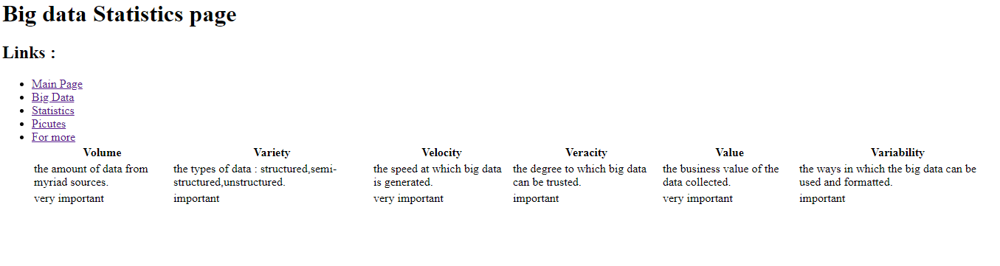 Big data Statistics page
Links :
Main Page
Big Data
Statistics
Picutes
For more
Volume Variety Velocity Veracity Value Variability
the amount of data from the types of data : structured,semi- the speed at which big data the degree to which big data the business value of the the ways in which the big data can be
myriad sources. structured,unstructured. is generated. can be trusted. data collected. used and formatted.
very important important very important important very important important